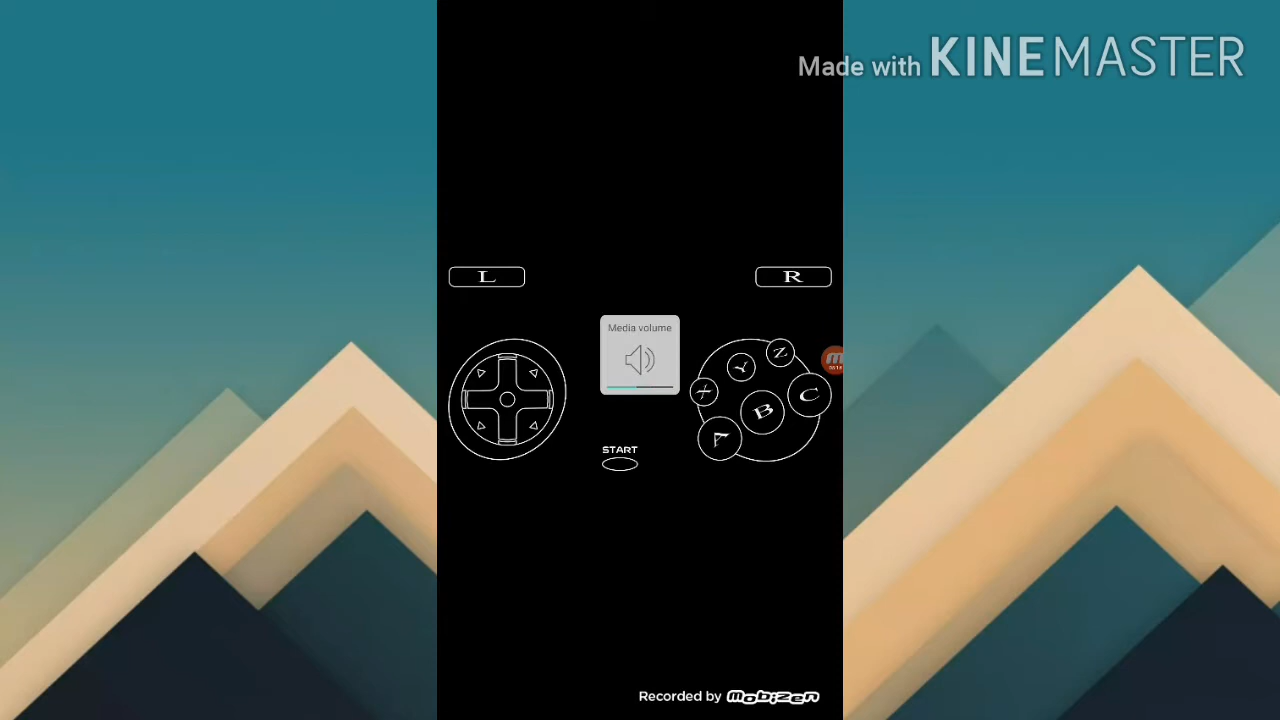 Made with KINEMASTER
L
R
Media volume
Z
Y
X
C
B
A
START
Recorded by mobizen